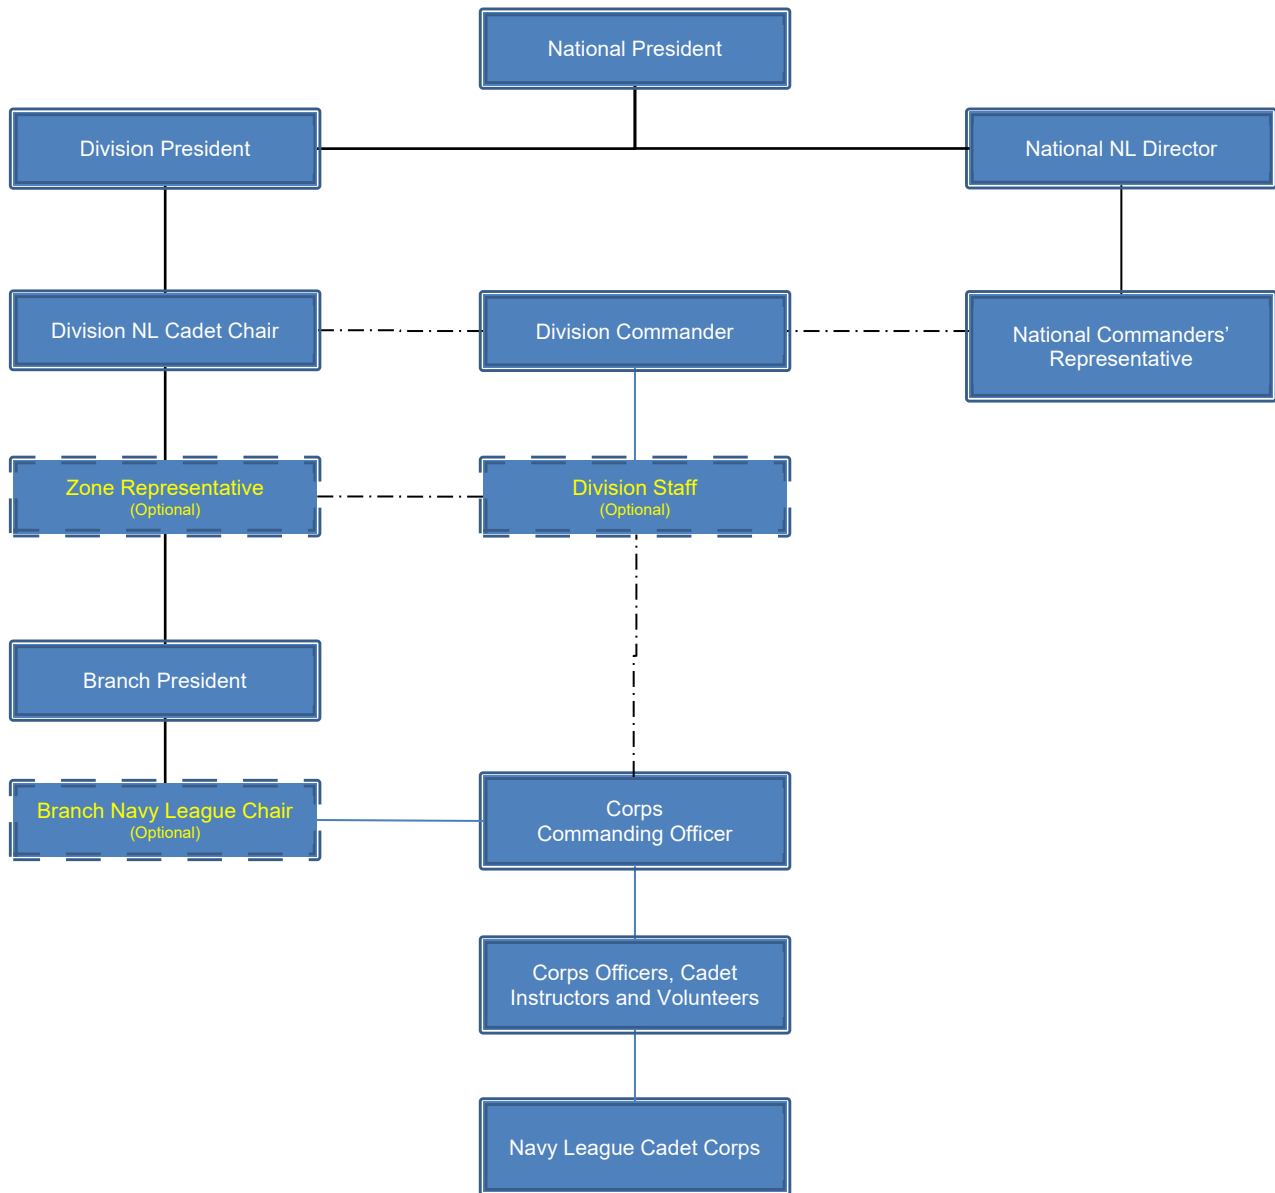 National President
Division President
National NL Director
Division NL Cadet Chair
Division Commander
National Commanders’
Representative
Zone Representative
(Optional)
Division Staff
(Optional)
Branch President
Branch Navy League Chair
(Optional)
Corps
Commanding Officer
Corps Officers, Cadet
Instructors and Volunteers
Navy League Cadet Corps